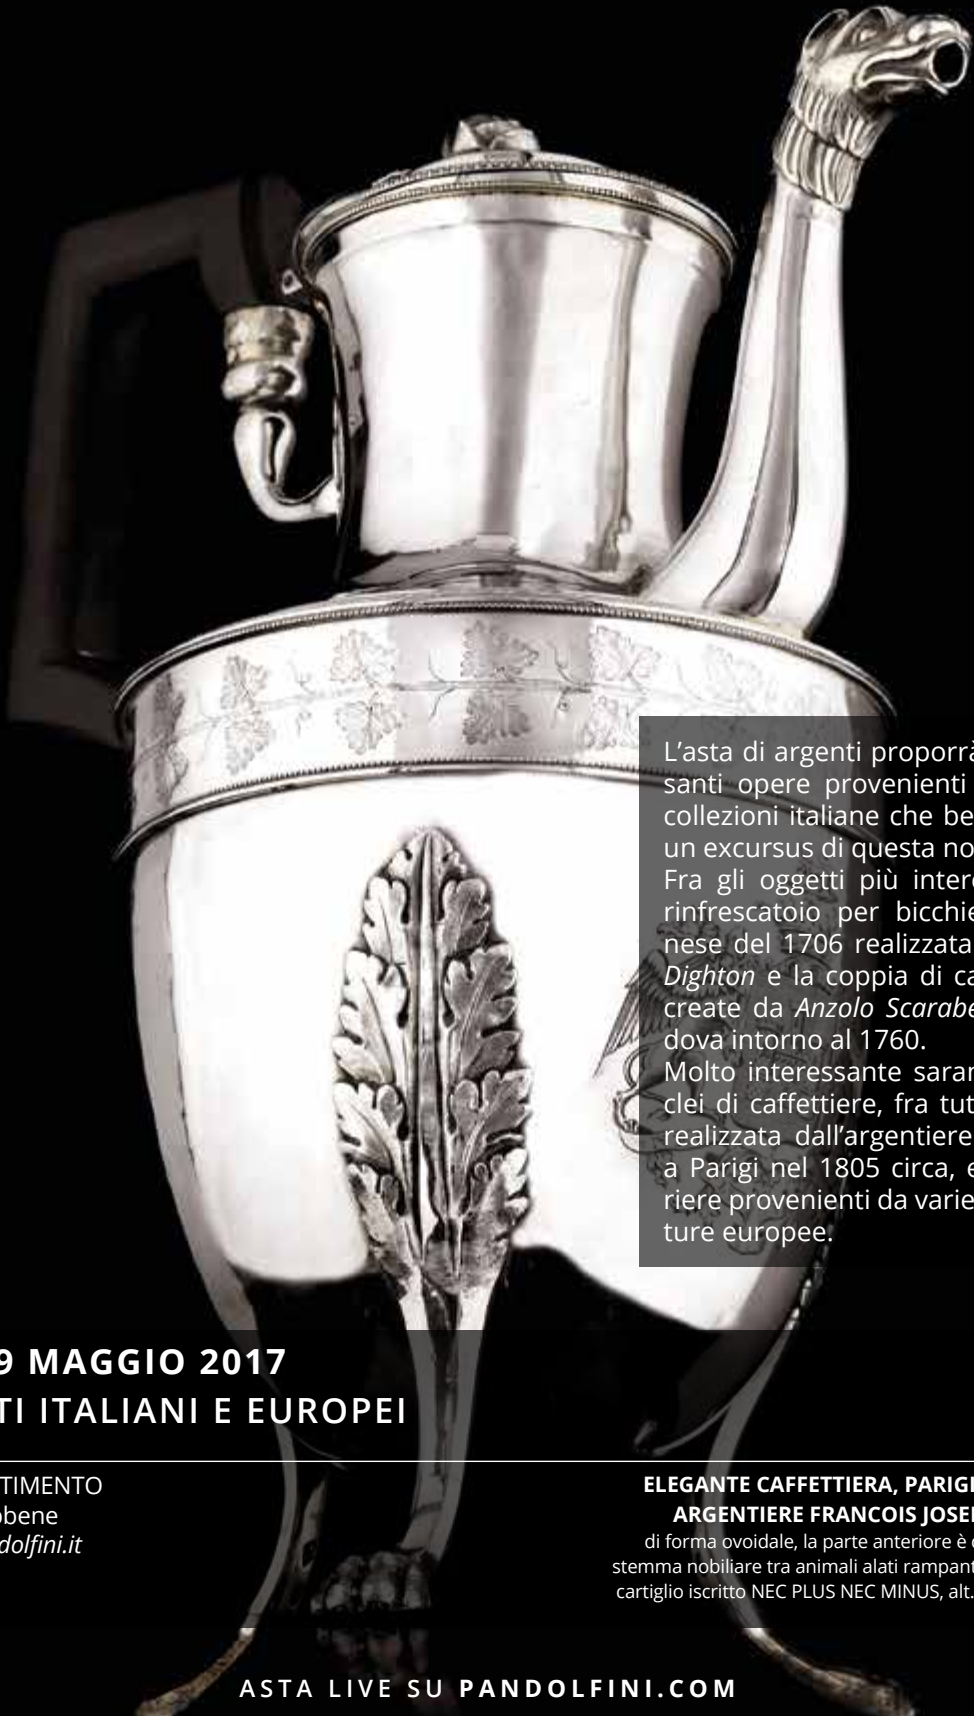 L'asta di argenti proporrà
santi opere provenienti
collezioni italiane che be
un excursus di questa no
Fra gli oggetti più inter
rinfrescatoio per bicchie
nese del 1706 realizzata
Dighton e la coppia di ca
create da Anzolo Scarabe
dova intorno al 1760.
Molto interessante saran
clei di caffettiere, fra tut
realizzata dall'argentiere
a Parigi nel 1805 circa, e
riere provenienti da varie
ture europee.
9 MAGGIO 2017
TI ITALIANI E EUROPEI
TIMENTO
bene
dolfini.it
ELEGANTE CAFFETTIERA, PARIGI
ARGENTIERE FRANCOIS JOSE
di forma ovoidale, la parte anteriore è
stemma nobiliare tra animali alati rampant
cartiglio iscritto NEC PLUS NEC MINUS, alt.
ASTA LIVE SU PANDOLFINI.COM